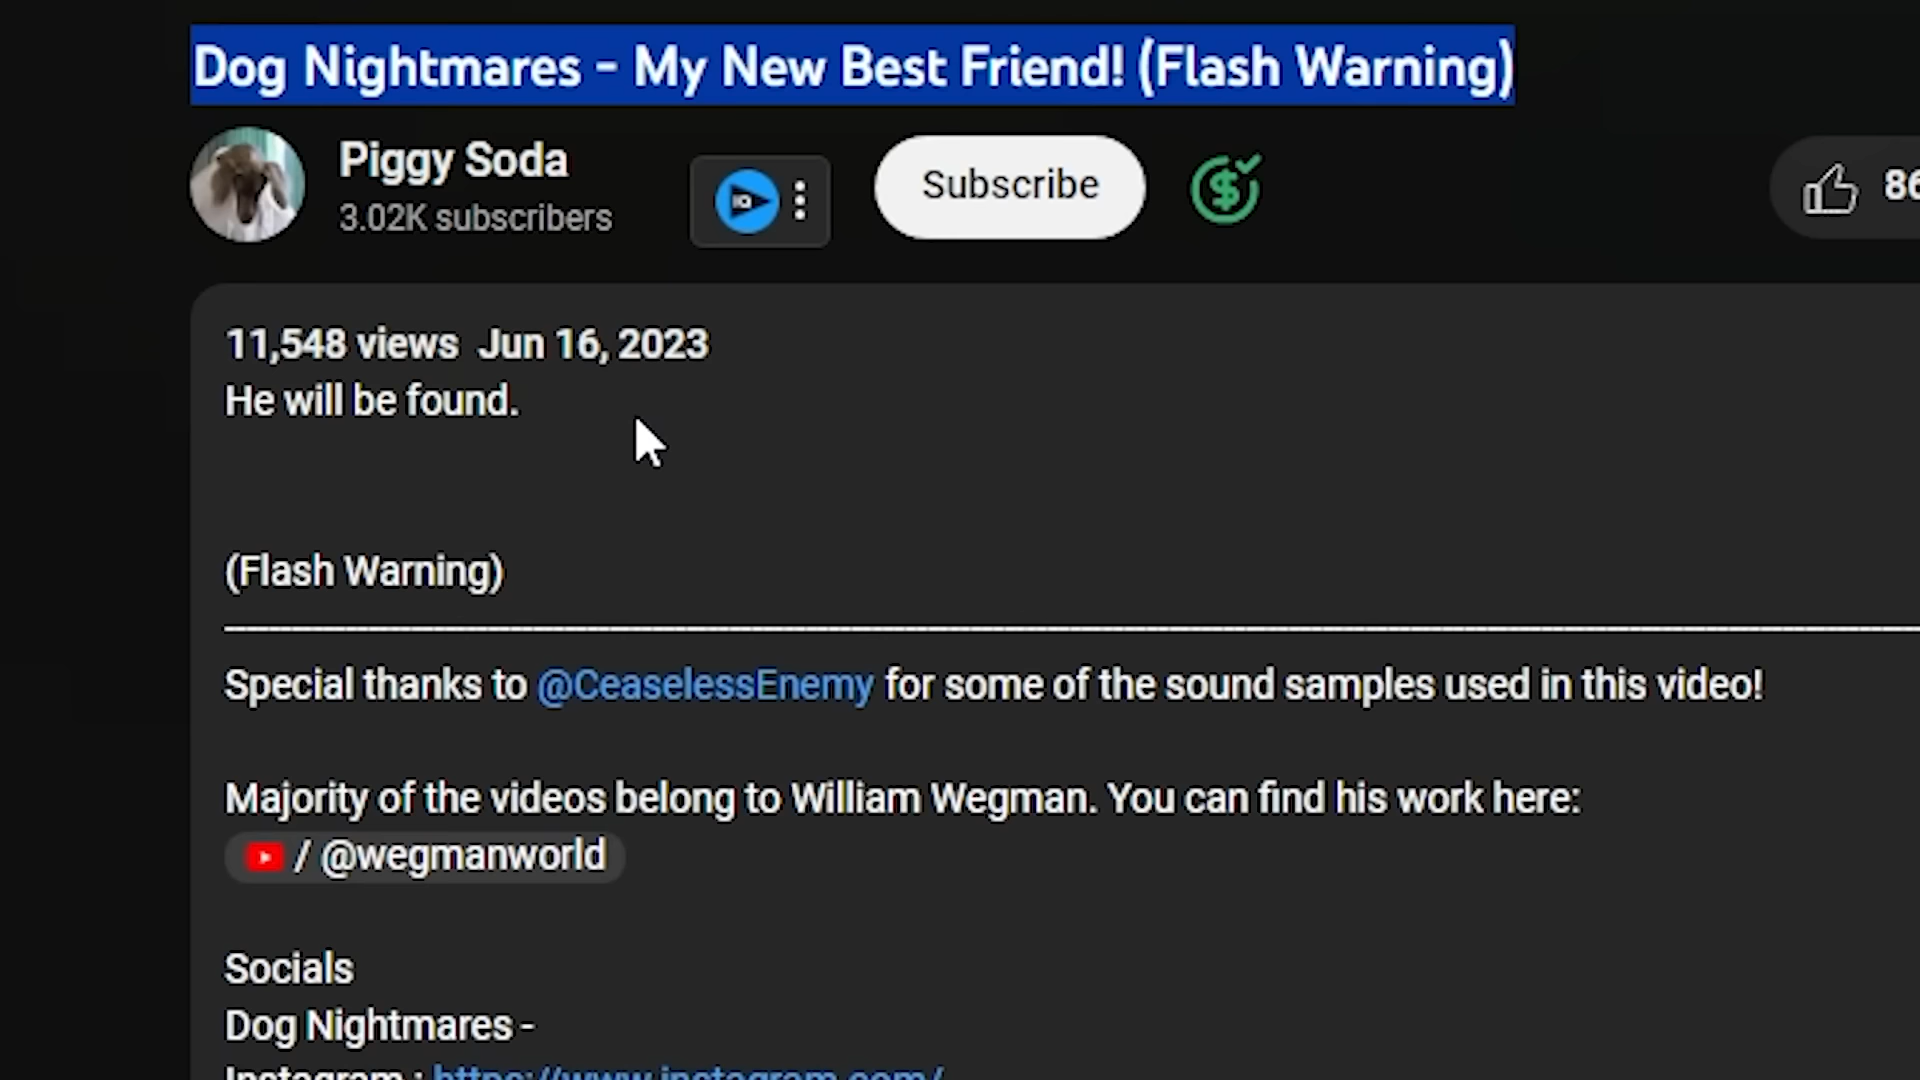 Dog Nightmares - My New Best Friend! (Flash Warning)
Piggy Soda
3.02K subscribers
Subscribe
86
11,548 views Jun 16, 2023
He will be found.
(Flash Warning)
Special thanks to @CeaselessEnemy for some of the sound samples used in this video!
Majority of the videos belong to William Wegman. You can find his work here:
/ @wegmanworld
Socials
Dog Nightmares -
Instagram : https://www.instagram.com/